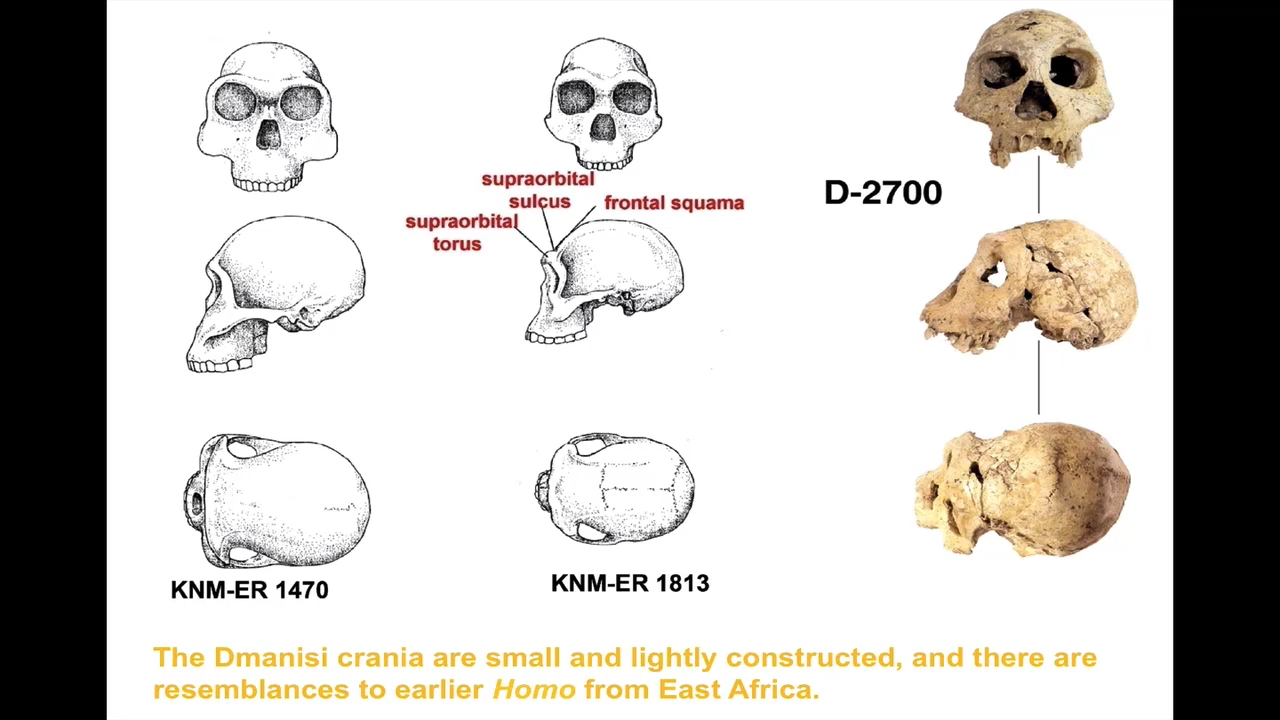 supraorbital
sulcus
frontal squama
supraorbital
torus
D-2700
KNM-ER 1470
KNM-ER 1813
The Dmanisi crania are small and lightly constructed, and there are
resemblances to earlier Homo from East Africa.